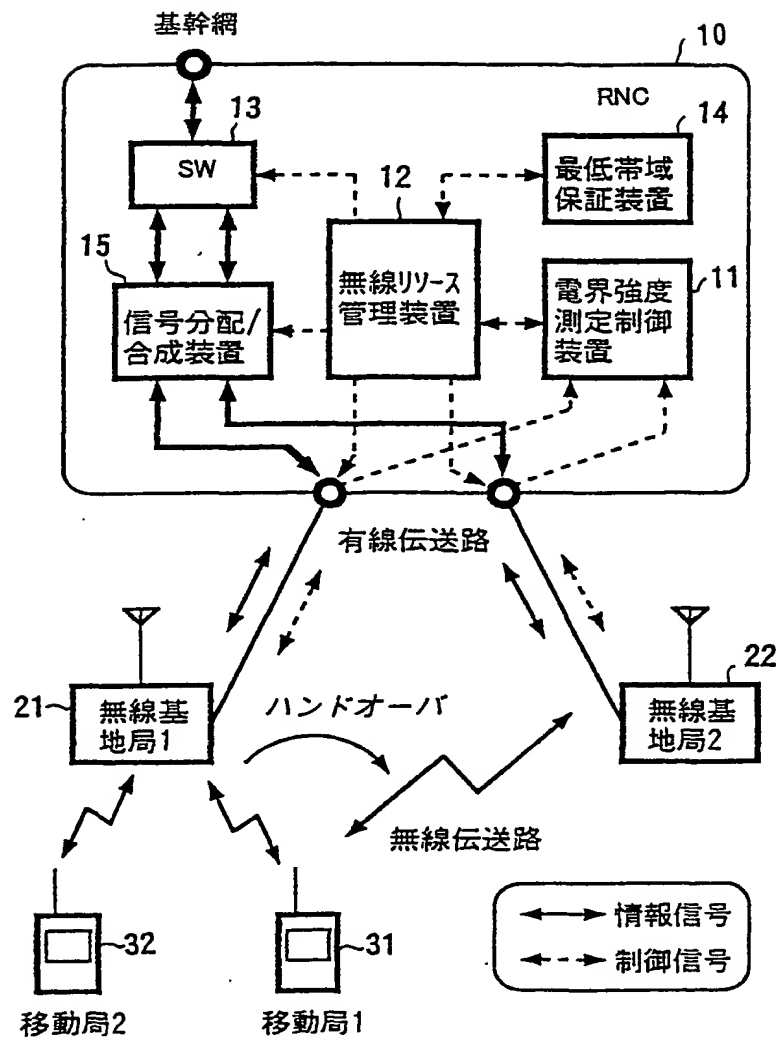 基幹網
10
RNC
13
SW
14
最低帯域
保証装置
12
無線リソース
管理装置
15
信号分配/
合成装置
11
電界強度
測定制御
装置
有線伝送路
21
無線基
地局1
ハンドオーバ
22
無線基
地局2
無線伝送路
32
31
移動局2
移動局1
情報信号
制御信号